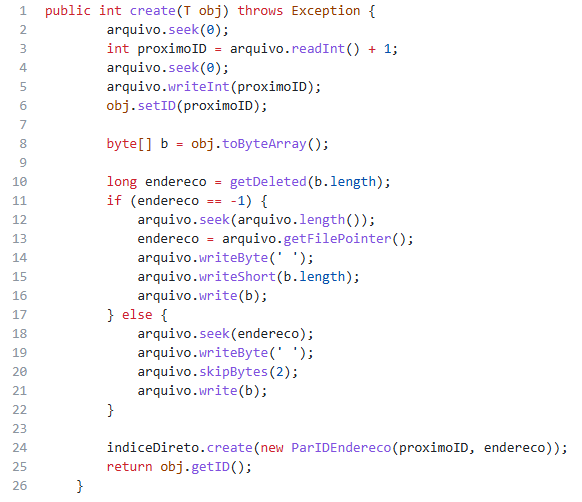 1 public int create(T obj) throws Exception {
2 arquivo.seek(0);
3 int proximoID = arquivo.readInt() + 1;
4 arquivo.seek(0);
5 arquivo.writeInt(proximoID);
6 obj.setID(proximoID);
7
8 byte[] b = obj.toByteArray();
9
10 long endereco = getDeleted(b.length);
11 if (endereco == -1) {
12 arquivo.seek(arquivo.length());
13 endereco = arquivo.getFilePointer();
14 arquivo.writeByte(' ');
15 arquivo.writeShort(b.length);
16 arquivo.write(b);
17 } else {
18 arquivo.seek(endereco);
19 arquivo.writeByte(' ');
20 arquivo.skipBytes(2);
21 arquivo.write(b);
22 }
23
24 indiceDireto.create(new ParIDEndereco(proximoID, endereco));
25 return obj.getID();
26 }